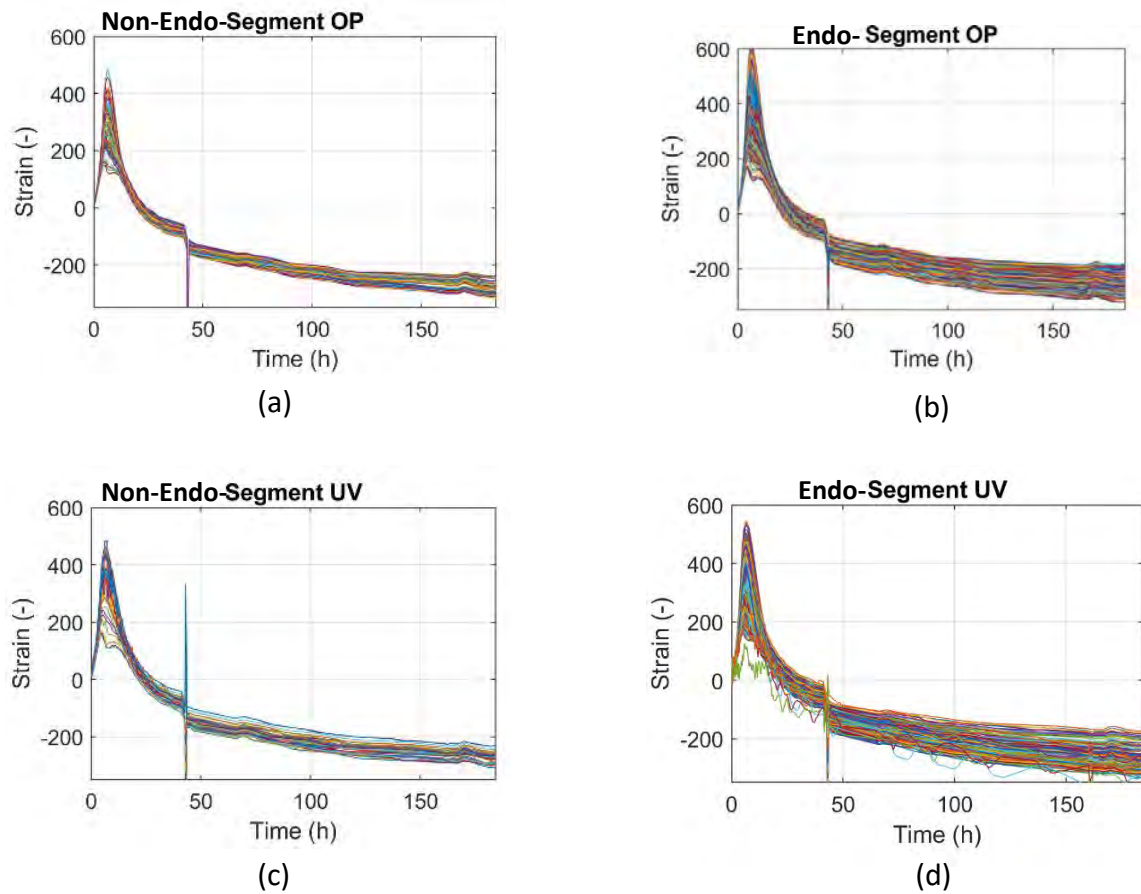 Non-Endo-Segment OP
600
400
200
0
-200
Strain (-)
0 50 100 150
Time (h)
(a)
Endo- Segment OP
600
400
200
0
-200
Strain (-)
0 50 100 150
Time (h)
(b)
Non-Endo-Segment UV
600
400
200
0
-200
Strain (-)
0 50 100 150
Time (h)
(c)
Endo-Segment UV
600
400
200
0
-200
Strain (-)
0 50 100 150
Time (h)
(d)